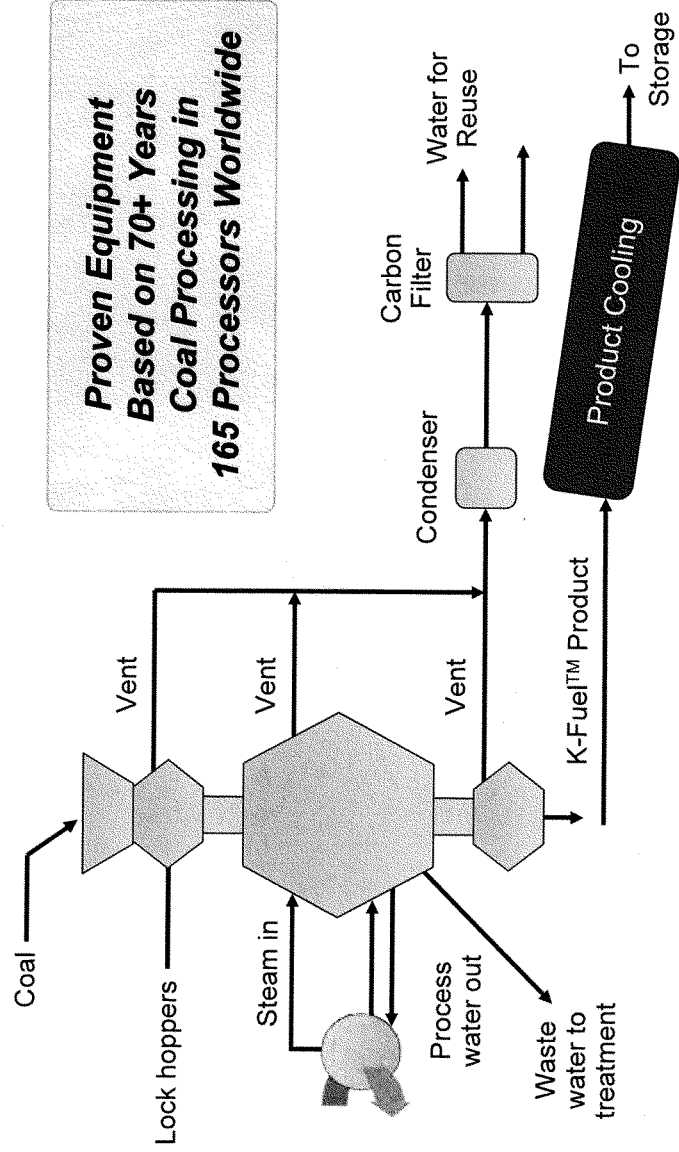 Proven Equipment
Based on 70+ Years
Coal Processing in
165 Processors Worldwide
Coal
Lock hoppers
Vent
Steam in
Vent
Process
water out
Vent
Waste
water to
treatment
Condenser
Carbon
Filter
Water for
Reuse
K-Fuel™ Product
Product Cooling
To
Storage